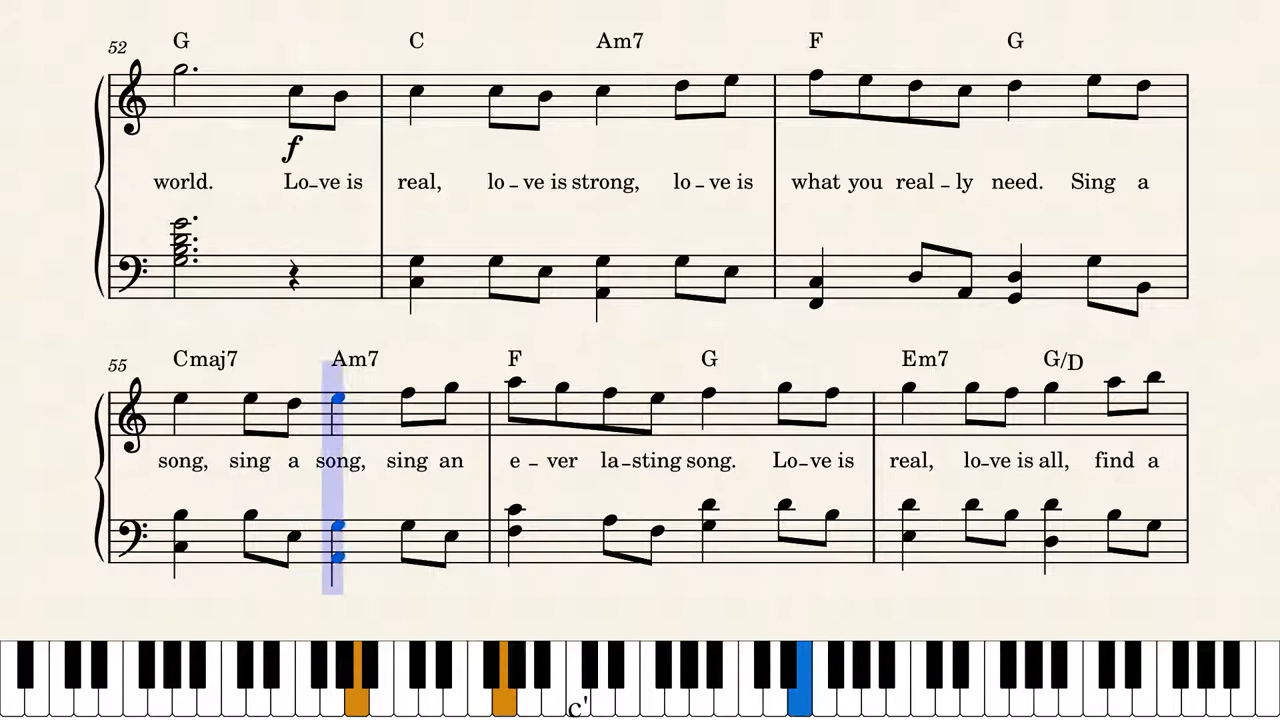 52 G C Am7 F G
f
world. Lo–ve is real, lo – ve is strong, lo – ve is what you real – ly need. Sing a
55 Cmaj7 Am7 F G Em7 G/D
song, sing a song, sing an e – ver la–sting song. Lo–ve is real, lo–ve is all, find a
c'